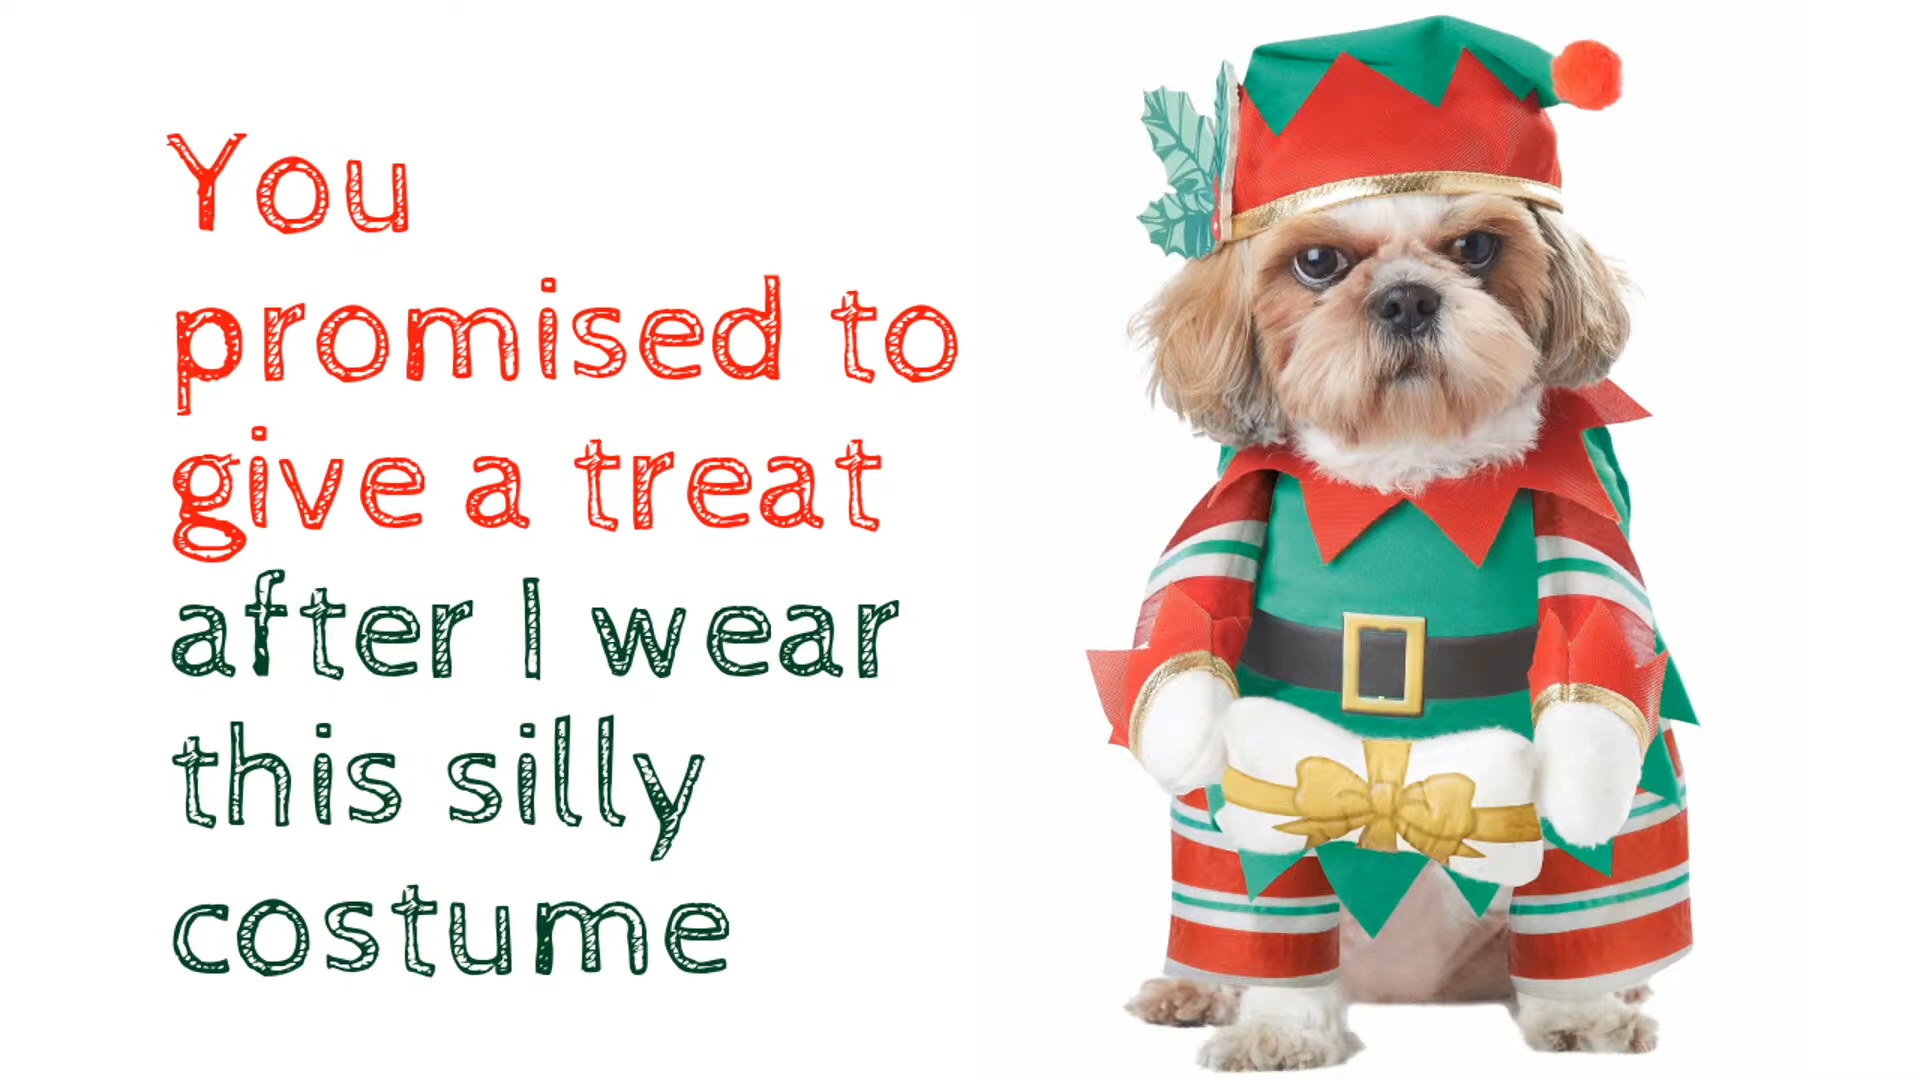 You
promised to
give a treat
after I wear
this silly
costume